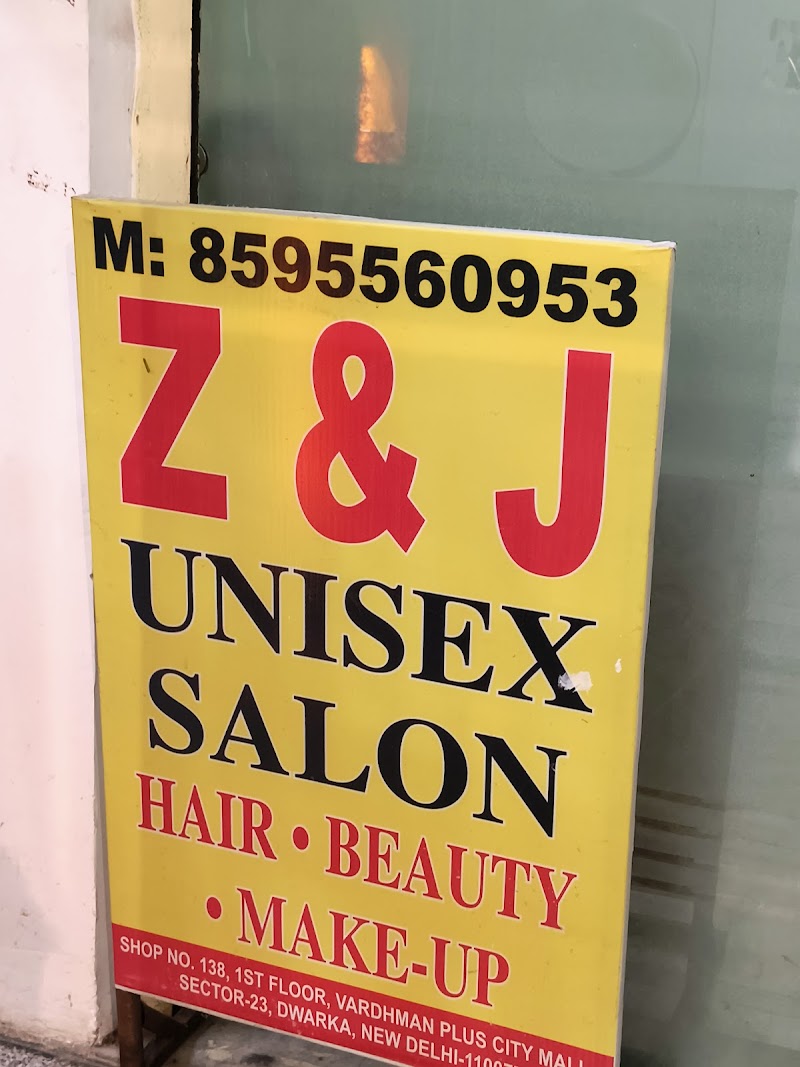 M: 8595560953
Z & J
UNISEX
SALON
HAIR • BEAUTY
• MAKE-UP
SHOP NO. 138, 1ST FLOOR, VARDHMAN PLUS CITY MALL
SECTOR-23, DWARKA, NEW DELHI-